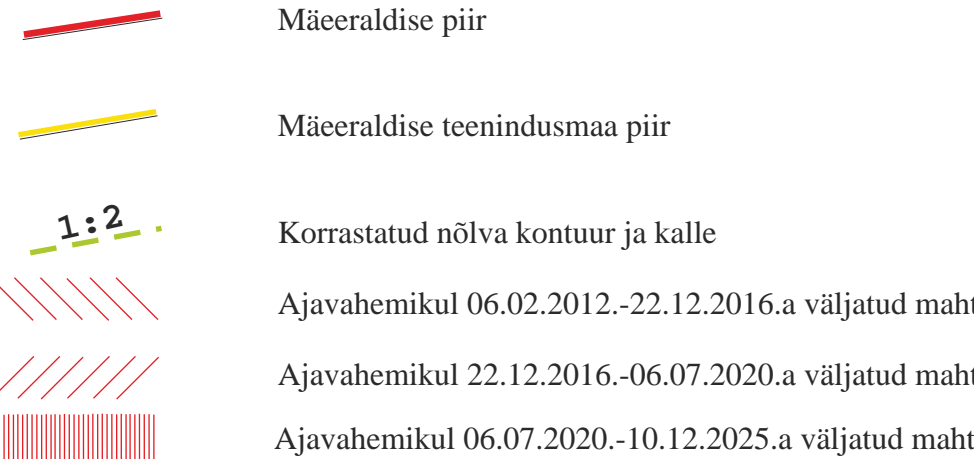 Mäeeraldise piir
Mäeeraldise teenindusmaa piir
1:2 Korrastatud nõlva kontuur ja kalle
Ajavahemikul 06.02.2012.-22.12.2016.a väljatud maht
Ajavahemikul 22.12.2016.-06.07.2020.a väljatud maht
Ajavahemikul 06.07.2020.-10.12.2025.a väljatud maht